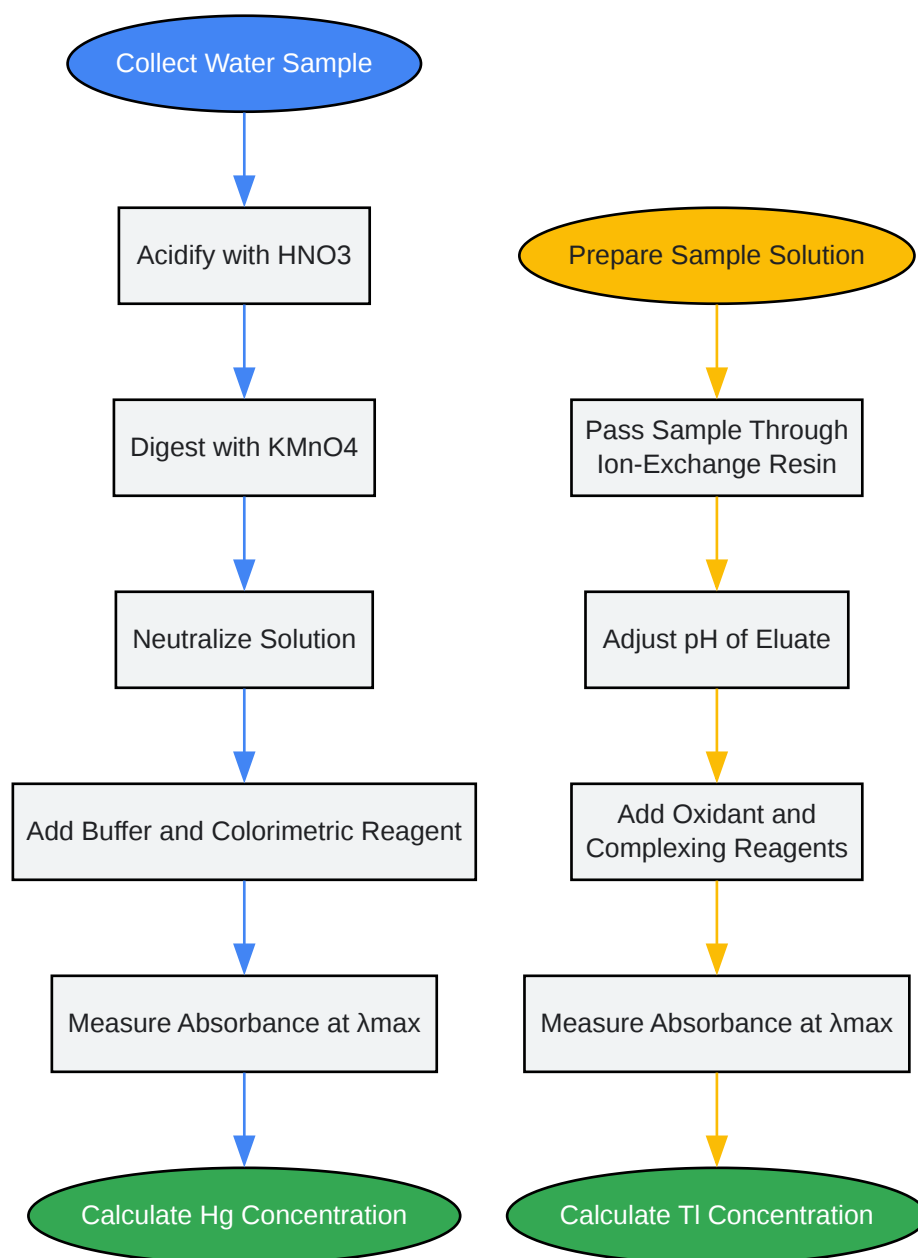 Collect Water Sample
Acidify with HNO3
Digest with KMnO4
Neutralize Solution
Add Buffer and Colorimetric Reagent
Measure Absorbance at λmax
Calculate Hg Concentration
Prepare Sample Solution
Pass Sample Through
Ion-Exchange Resin
Adjust pH of Eluate
Add Oxidant and
Complexing Reagents
Measure Absorbance at λmax
Calculate Tl Concentration